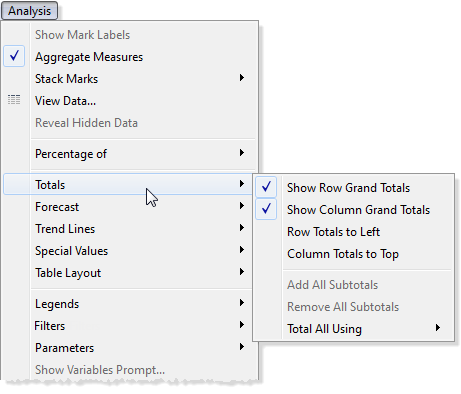 Analysis
Show Mark Labels
Aggregate Measures
Stack Marks
View Data...
Reveal Hidden Data
Percentage of
Totals
Forecast
Trend Lines
Special Values
Table Layout
Legends
Filters
Parameters
Show Variables Prompt...
Show Row Grand Totals
Show Column Grand Totals
Row Totals to Left
Column Totals to Top
Add All Subtotals
Remove All Subtotals
Total All Using